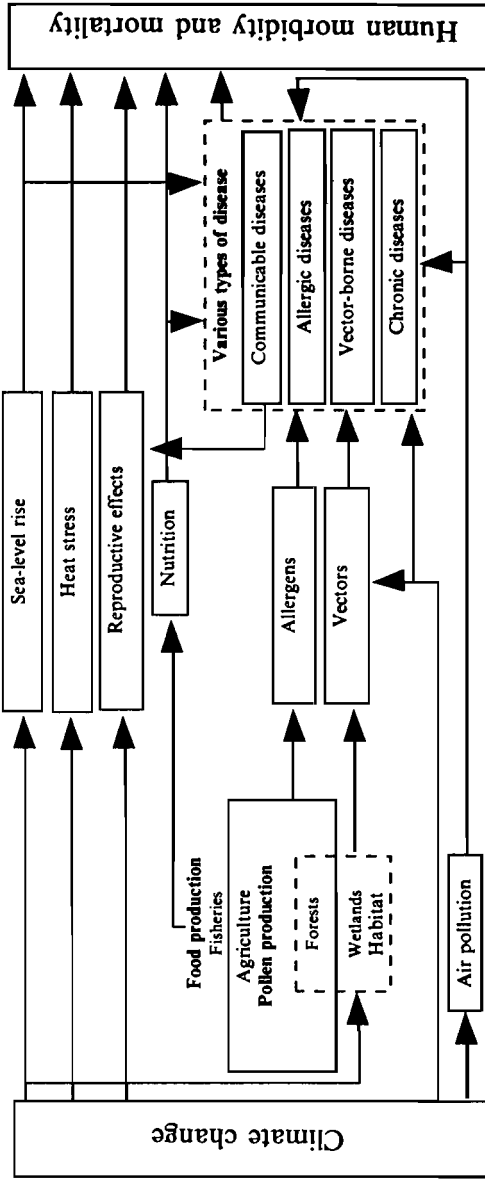 Climate change
Sea-level rise
Heat stress
Reproductive effects
Nutrition
Food production
Fisheries
Agriculture
Pollen production
Forests
Wetlands
Habitat
Air pollution
Allergens
Vectors
Various types of disease
Communicable diseases
Allergic diseases
Vector-borne diseases
Chronic diseases
Human morbidity and mortality